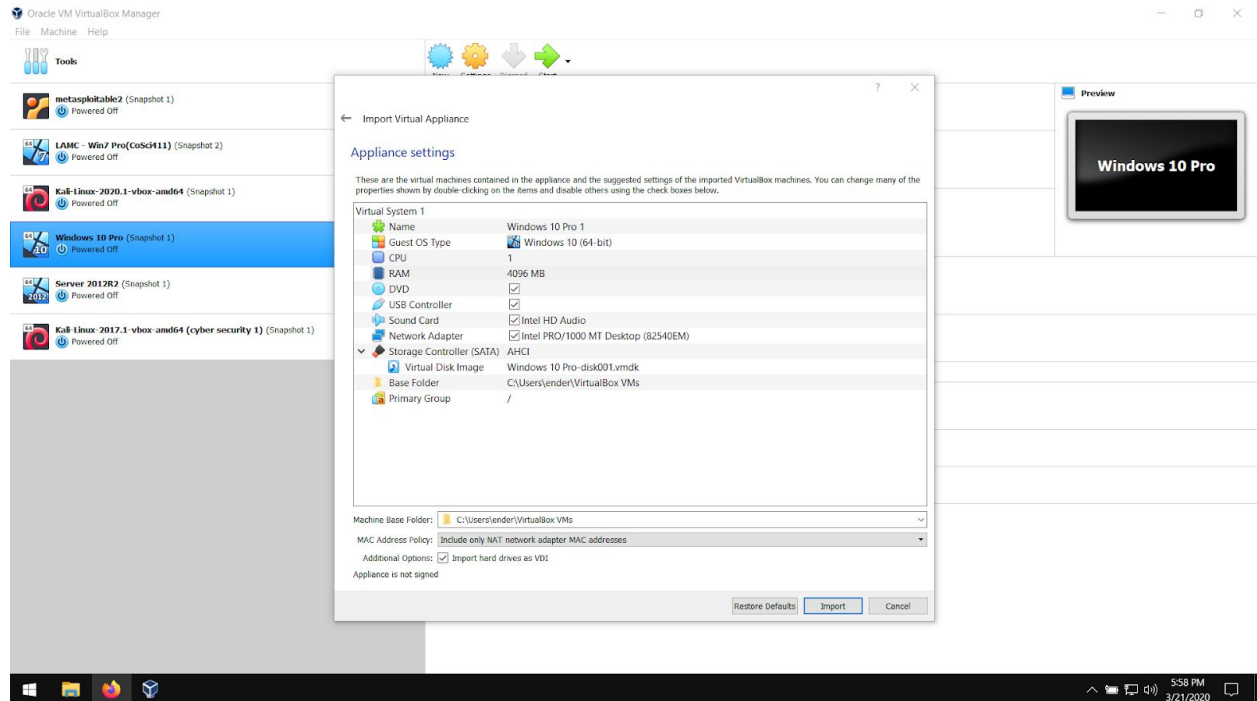 Oracle VM VirtualBox Manager
File Machine Help
Tools
New Settings Discard Start
metasploitable2 (Snapshot 1)
Powered Off
LAMC - Win7 Pro(CoSci411) (Snapshot 2)
Powered Off
Kali-Linux-2020.1-vbox-amd64 (Snapshot 1)
Powered Off
64
10
Windows 10 Pro (Snapshot 1)
Powered Off
64
2012
Server 2012R2 (Snapshot 1)
Powered Off
64
Kali-Linux-2017.1-vbox-amd64 (cyber security 1) (Snapshot 1)
Powered Off
Preview
Windows 10 Pro
? 
Import Virtual Appliance
Appliance settings
These are the virtual machines contained in the appliance and the suggested settings of the imported VirtualBox machines. You can change many of the
properties shown by double-clicking on the items and disable others using the check boxes below.
Virtual System 1
Name Windows 10 Pro 1
Guest OS Type Windows 10 (64-bit)
CPU 1
RAM 4096 MB
DVD
USB Controller
Sound Card Intel HD Audio
Network Adapter Intel PRO/1000 MT Desktop (82540EM)
Storage Controller (SATA) AHCI
Virtual Disk Image Windows 10 Pro-disk001.vmdk
Base Folder C:\Users\ender\VirtualBox VMs
Primary Group /
Machine Base Folder: C:\Users\ender\VirtualBox VMs
MAC Address Policy: Include only NAT network adapter MAC addresses
Additional Options: Import hard drives as VDI
Appliance is not signed
Restore Defaults Import Cancel
5:58 PM
3/21/2020